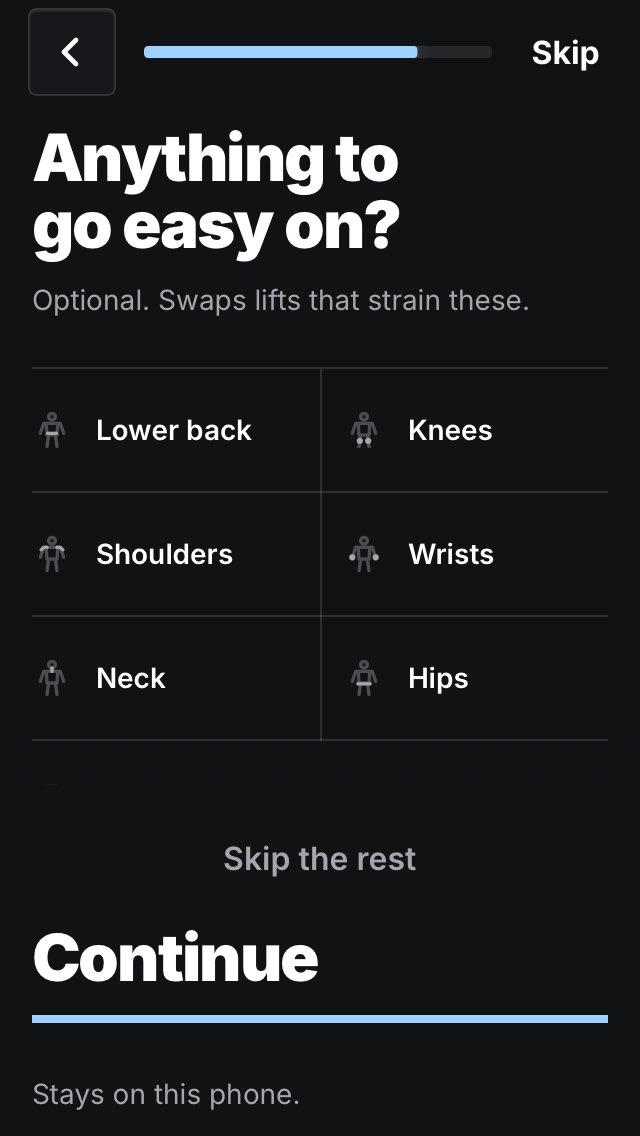 Skip
Anything to
go easy on?
Optional. Swaps lifts that strain these.
Lower back
Knees
Shoulders
Wrists
Neck
Hips
Skip the rest
Continue
Stays on this phone.